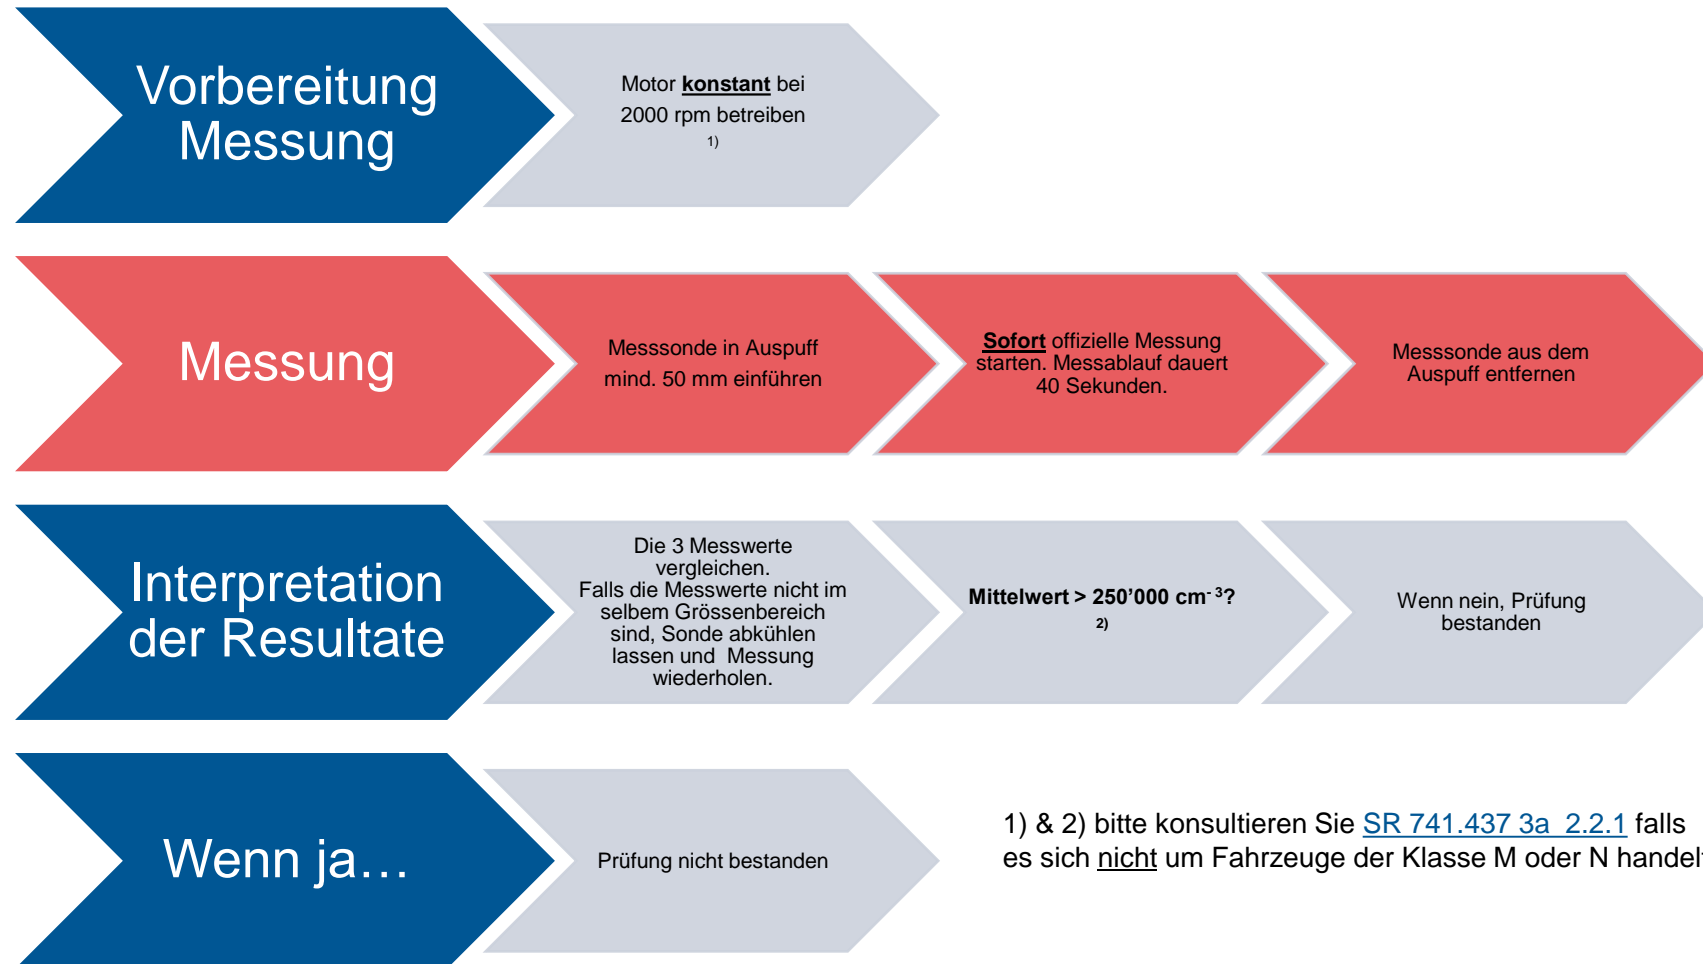 Vorbereitung
Messung
Motor konstant bei
2000 rpm betreiben
1)
Messung
Messsonde in Auspuff
mind. 50 mm einführen
Sofort offizielle Messung
starten. Messablauf dauert
40 Sekunden.
Messsonde aus dem
Auspuff entfernen
Interpretation
der Resultate
Die 3 Messwerte
vergleichen.
Falls die Messwerte nicht im
selbem Grössenbereich
sind, Sonde abkühlen
lassen und  Messung
wiederholen.
Mittelwert > 250’000 cm⁻³?
2)
Wenn nein, Prüfung
bestanden
Wenn ja…
Prüfung nicht bestanden
1) & 2) bitte konsultieren Sie SR 741.437 3a  2.2.1 falls
es sich nicht um Fahrzeuge der Klasse M oder N handelt